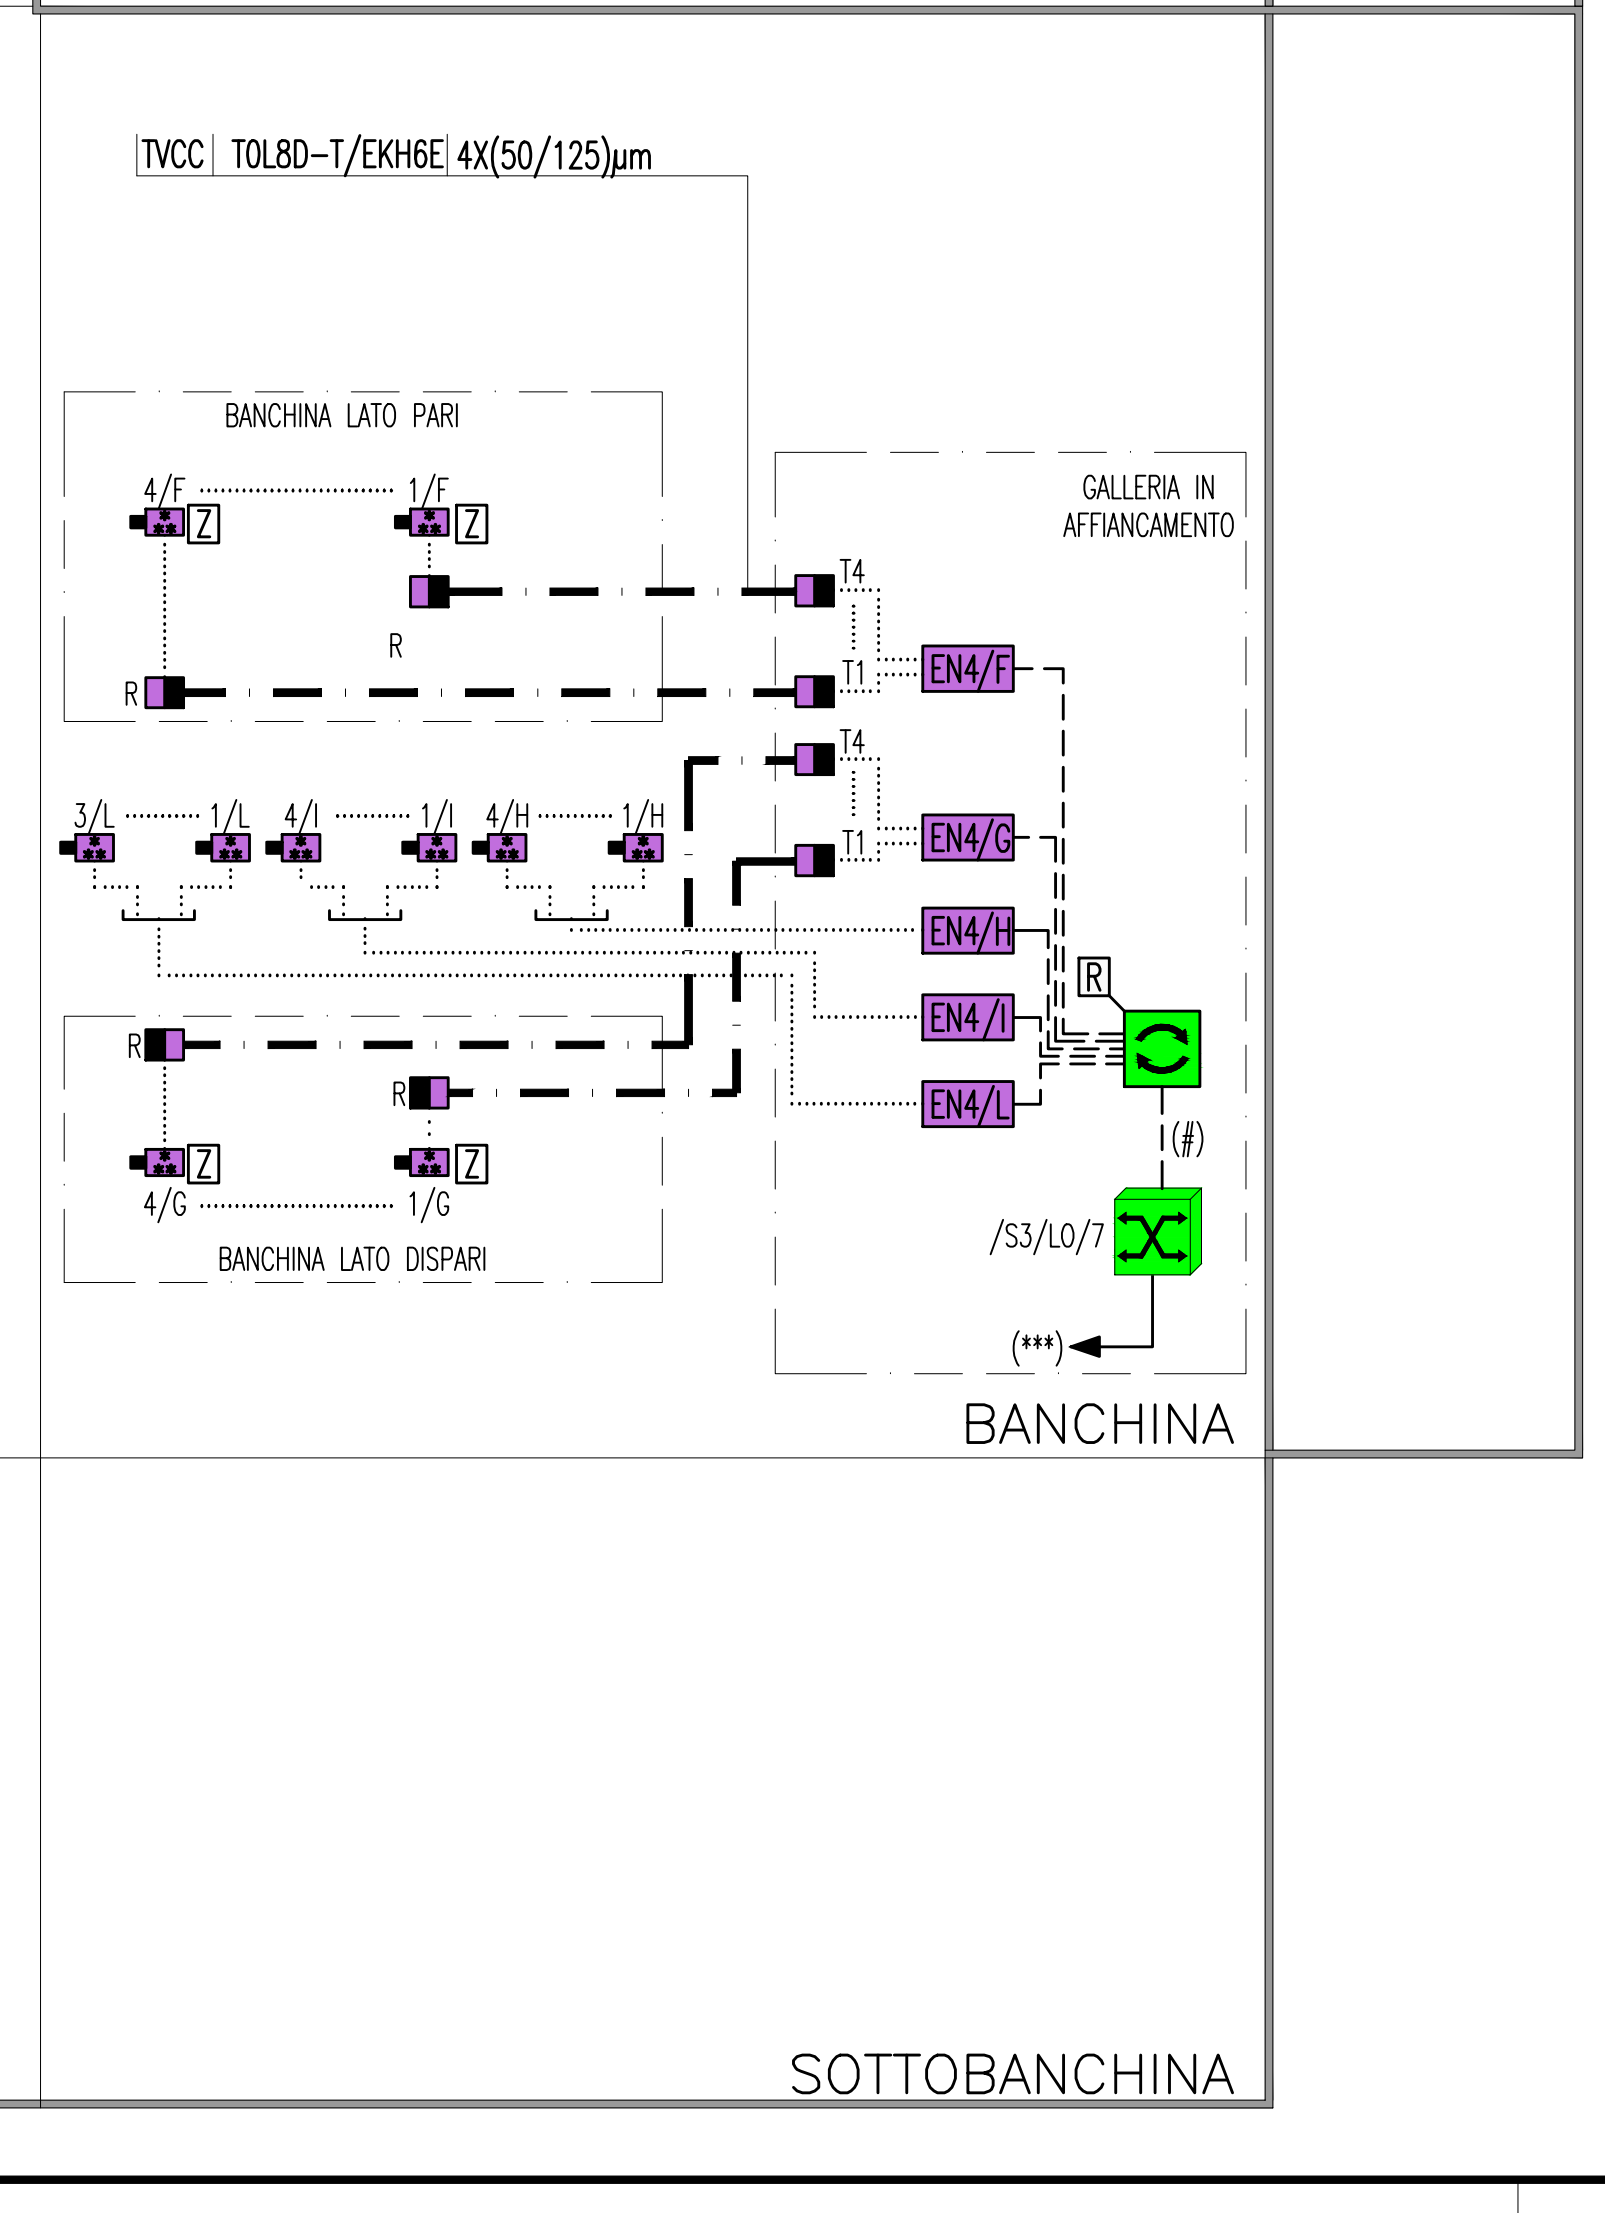 TVCC T0L8D-T/EKH6E 4X(50/125)µm
BANCHINA LATO PARI
GALLERIA IN
AFFIANCAMENTO
4/F 1/F
** Z ** Z
T4
R
EN4/F
T1
R
T4
3/L 1/L 4/I 1/I 4/H 1/H
EN4/G
T1
EN4/H
R
EN4/I
R
R
EN4/L
(#)
Z Z
4/G 1/G
/S3/L0/7
BANCHINA LATO DISPARI
(***)
BANCHINA
SOTTOBANCHINA